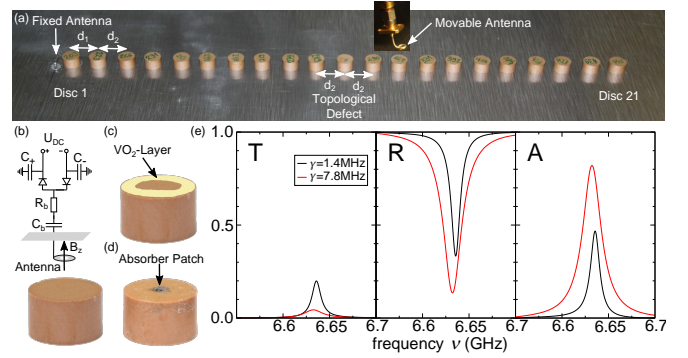 (a)
Fixed Antenna
Movable Antenna
d1
d2
Disc 1
d2
d2
Topological
Defect
Disc 21
(b)
UDC
+
-
C+
C-
Rb
Cb
Bz
Antenna
(c)
VO2-Layer
(d)
Absorber Patch
(e)
1.0
0.5
0.0
T
γ=1.4MHz
γ=7.8MHz
R
A
6.6
6.65
6.7
6.6
6.65
6.7
6.6
6.65
6.7
frequency ν (GHz)